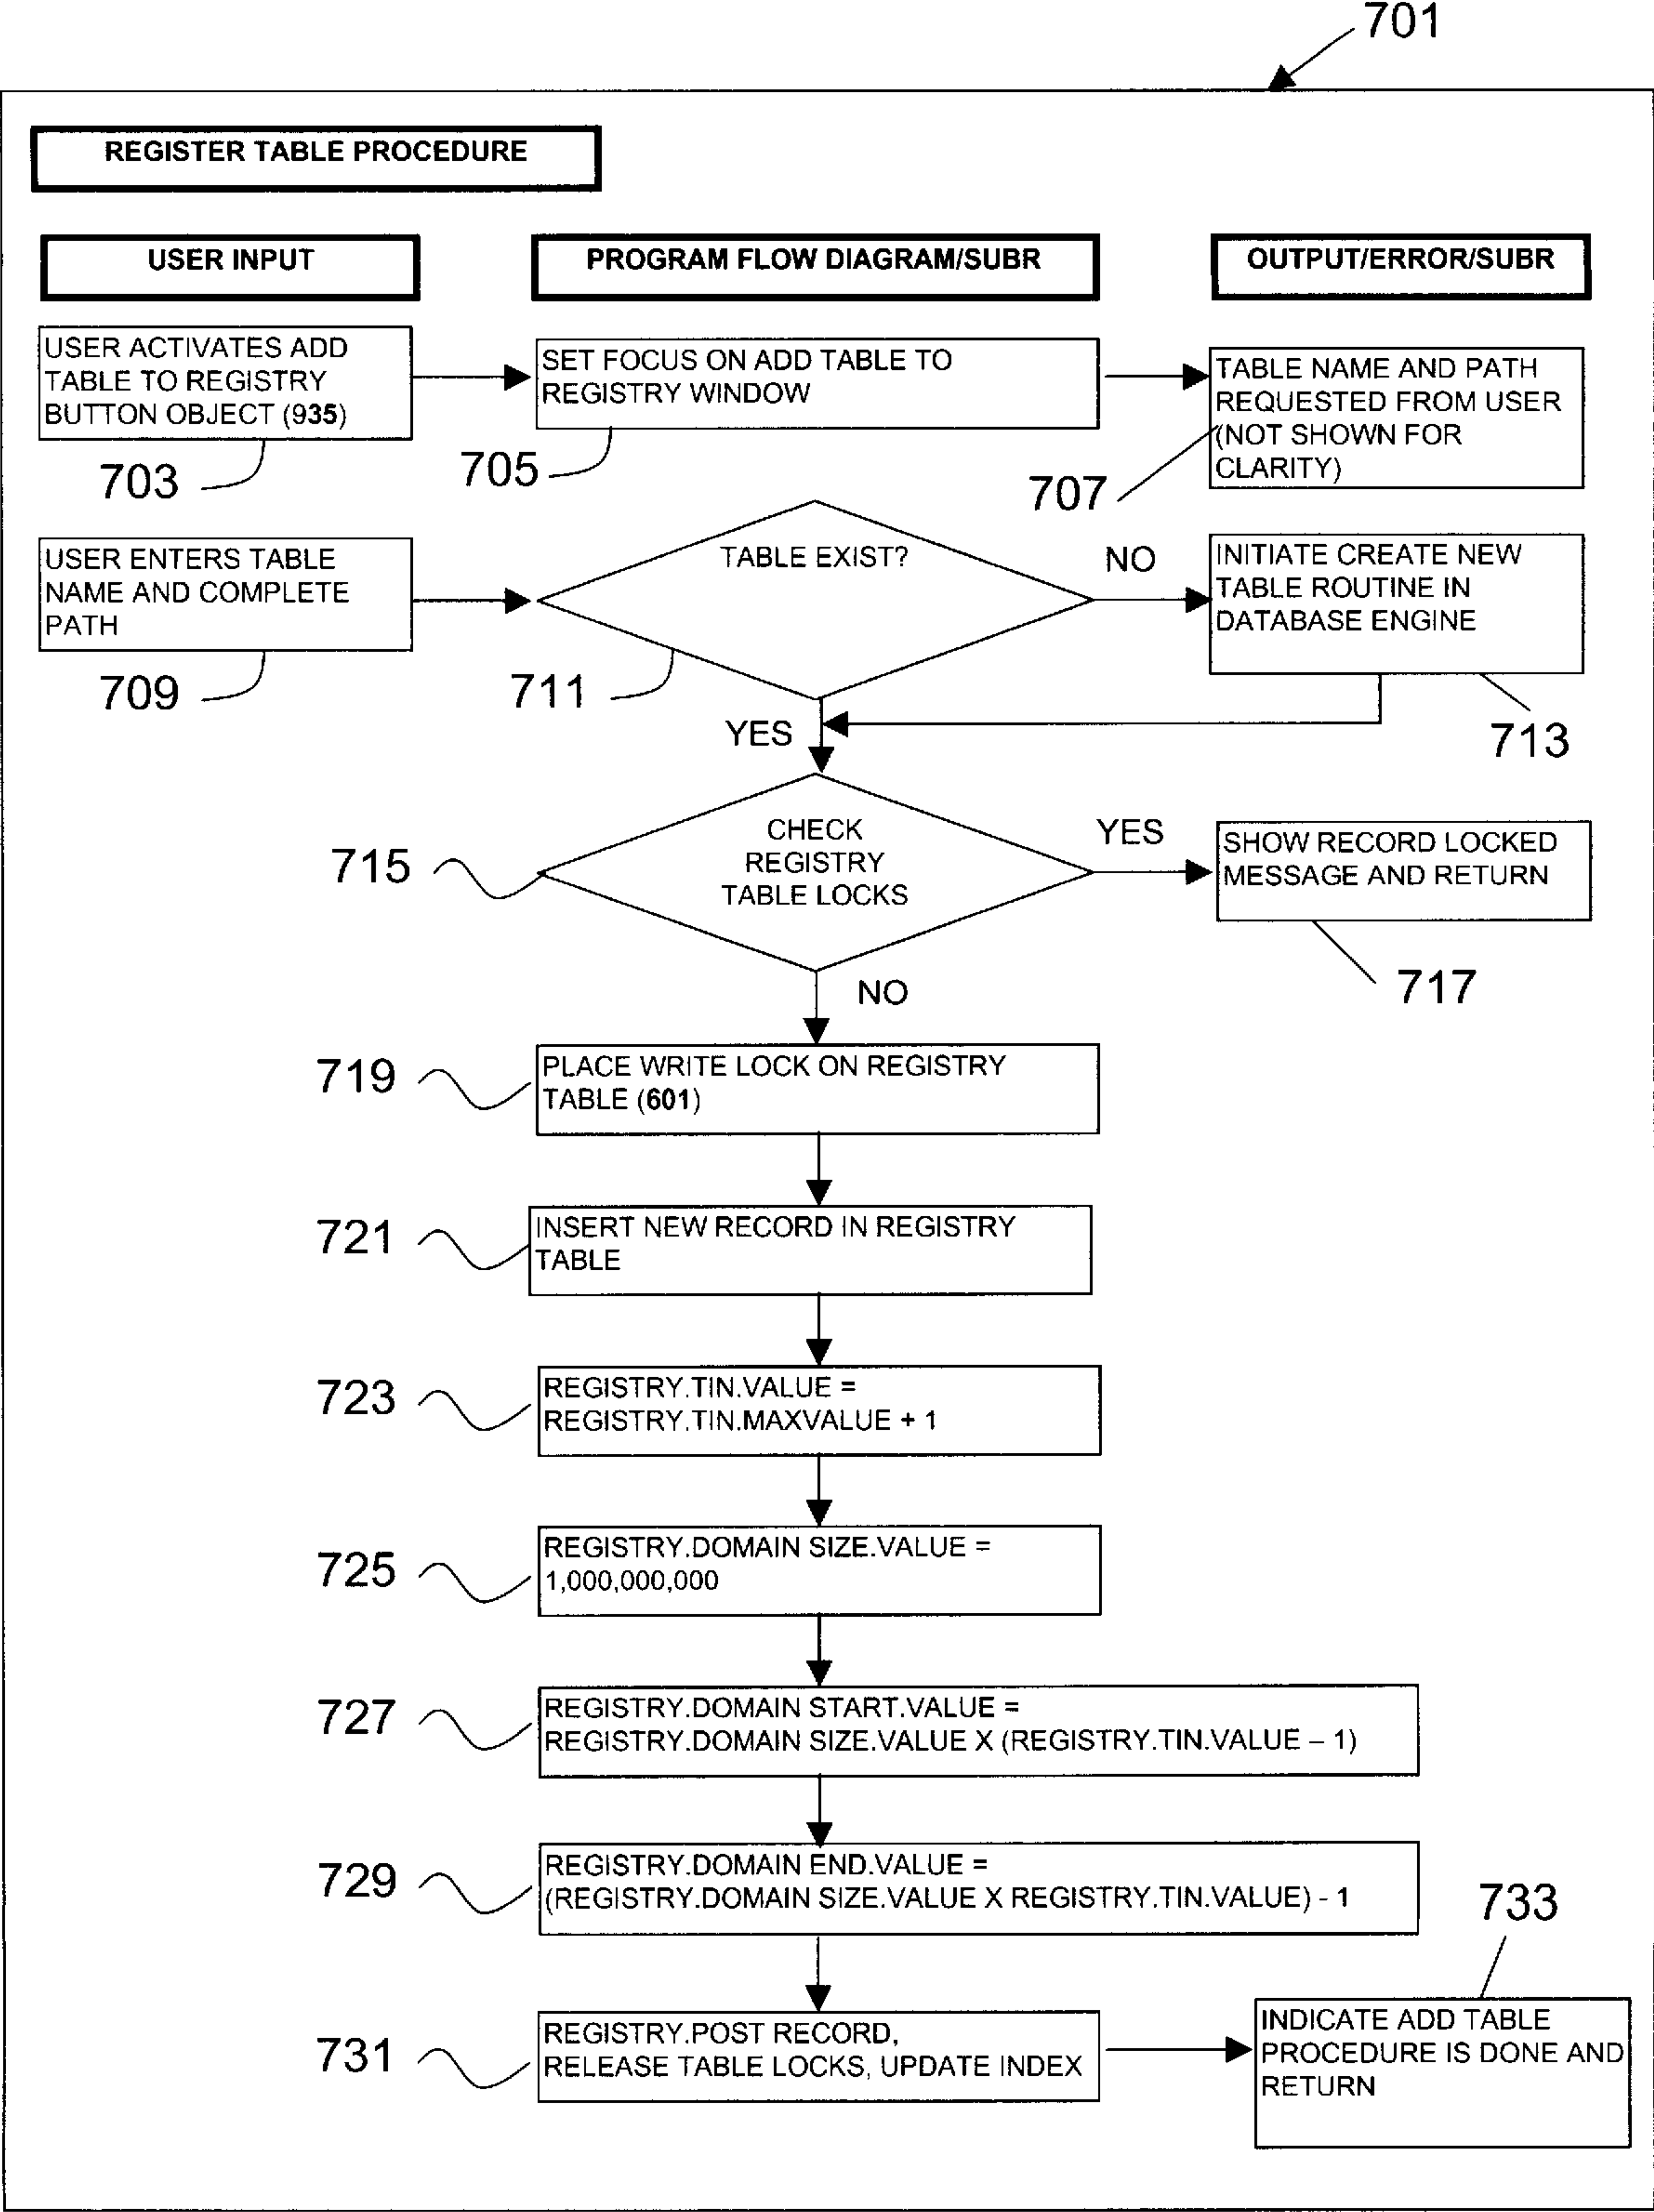 701
REGISTER TABLE PROCEDURE
USER INPUT
PROGRAM FLOW DIAGRAM/SUBR
OUTPUT/ERROR/SUBR
USER ACTIVATES ADD
TABLE TO REGISTRY
BUTTON OBJECT (935)
703
SET FOCUS ON ADD TABLE TO
REGISTRY WINDOW
705
TABLE NAME AND PATH
REQUESTED FROM USER
(NOT SHOWN FOR
CLARITY)
707
USER ENTERS TABLE
NAME AND COMPLETE
PATH
709
TABLE EXIST?
711
NO
INITIATE CREATE NEW
TABLE ROUTINE IN
DATABASE ENGINE
713
YES
715
CHECK
REGISTRY
TABLE LOCKS
YES
SHOW RECORD LOCKED
MESSAGE AND RETURN
717
NO
719
PLACE WRITE LOCK ON REGISTRY
TABLE (601)
721
INSERT NEW RECORD IN REGISTRY
TABLE
723
REGISTRY.TIN.VALUE =
REGISTRY.TIN.MAXVALUE + 1
725
REGISTRY.DOMAIN SIZE.VALUE =
1,000,000,000
727
REGISTRY.DOMAIN START.VALUE =
REGISTRY.DOMAIN SIZE.VALUE X (REGISTRY.TIN.VALUE – 1)
729
REGISTRY.DOMAIN END.VALUE =
(REGISTRY.DOMAIN SIZE.VALUE X REGISTRY.TIN.VALUE) - 1
731
REGISTRY.POST RECORD,
RELEASE TABLE LOCKS, UPDATE INDEX
733
INDICATE ADD TABLE
PROCEDURE IS DONE AND
RETURN